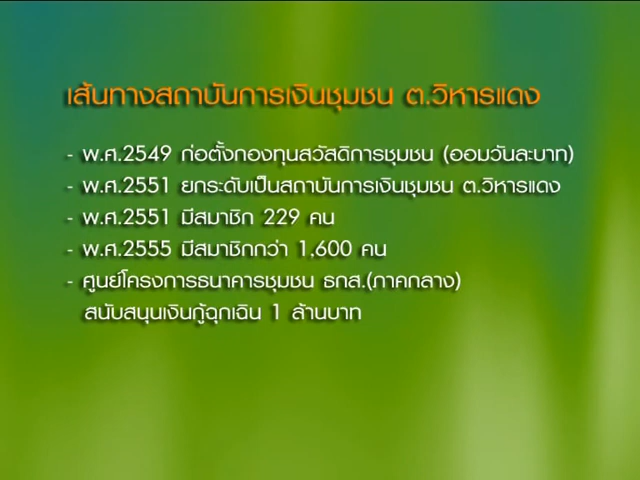 เส้นทางสถาบันการเงินชุมชน ต.วิหารแดง
- พ.ศ.2549 ก่อตั้งกองทุนสวัสดิการชุมชน (ออมวันละบาท)
- พ.ศ.2551 ยกระดับเป็นสถาบันการเงินชุมชน ต.วิหารแดง
- พ.ศ.2551 มีสมาชิก 229 คน
- พ.ศ.2555 มีสมาชิกกว่า 1,600 คน
- ศูนย์โครงการธนาคารชุมชน ธกส.(ภาคกลาง)
สนับสนุนเงินกู้ฉุกเฉิน 1 ล้านบาท